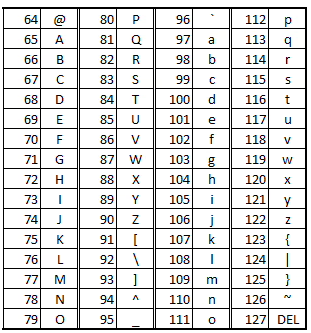 64 @ 80 P 96 ` 112 p
65 A 81 Q 97 a 113 q
66 B 82 R 98 b 114 r
67 C 83 S 99 c 115 s
68 D 84 T 100 d 116 t
69 E 85 U 101 e 117 u
70 F 86 V 102 f 118 v
71 G 87 W 103 g 119 w
72 H 88 X 104 h 120 x
73 I 89 Y 105 i 121 y
74 J 90 Z 106 j 122 z
75 K 91 [ 107 k 123 {
76 L 92 \ 108 l 124 |
77 M 93 ] 109 m 125 }
78 N 94 ^ 110 n 126 ~
79 O 95 _ 111 o 127 DEL